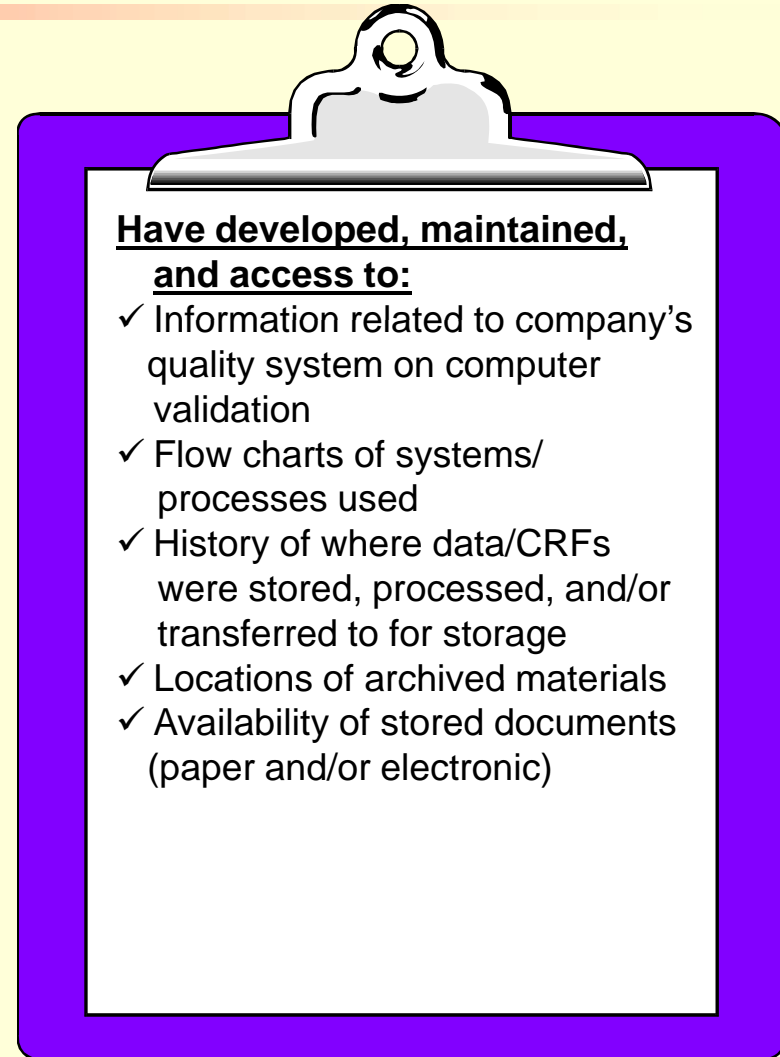 Have developed, maintained,
and access to:
✓ Information related to company's
quality system on computer
validation
✓ Flow charts of systems/
processes used
✓ History of where data/CRFs
were stored, processed, and/or
transferred to for storage
✓ Locations of archived materials
✓ Availability of stored documents
(paper and/or electronic)